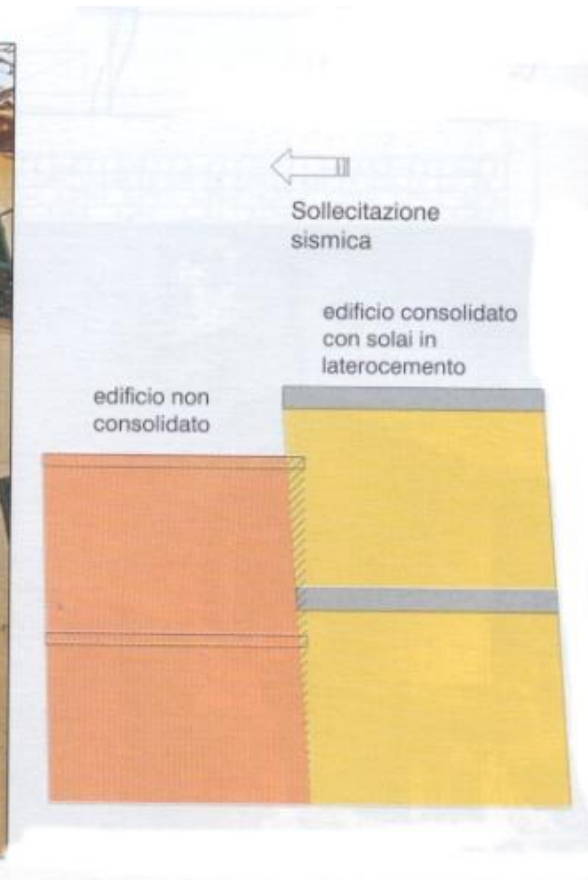 Sollecitazione
sismica
edificio consolidato
con solai in
laterocemento
edificio non
consolidato